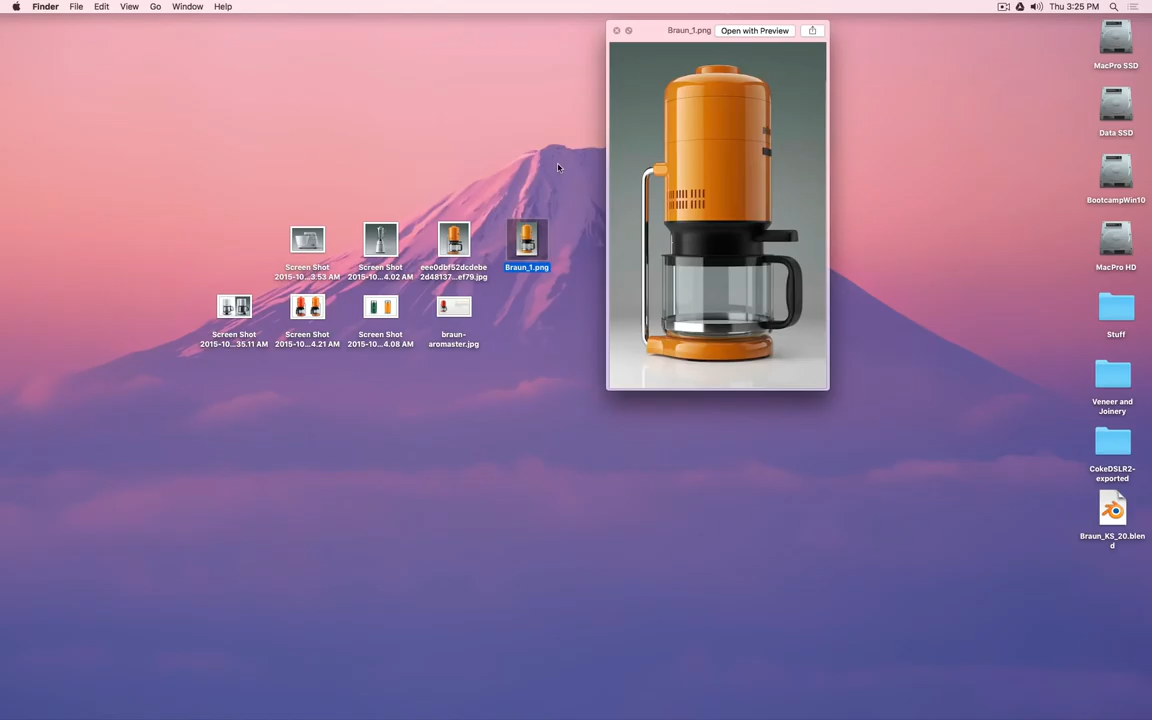 Finder File Edit View Go Window Help
Thu 3:25 PM
Braun_1.png
Open with Preview
MacPro SSD
Data SSD
BootcampWin10
MacPro HD
Stuff
Veneer and
Joinery
CokeDSLR2-
exported
Braun_KS_20.blen
d
Screen Shot
2015-10...3.53 AM
Screen Shot
2015-10...4.02 AM
eee0dbf52dcdebe
2d48137...ef79.jpg
Braun_1.png
Screen Shot
2015-10...35.11 AM
Screen Shot
2015-10...4.21 AM
Screen Shot
2015-10...4.08 AM
braun-
aromaster.jpg